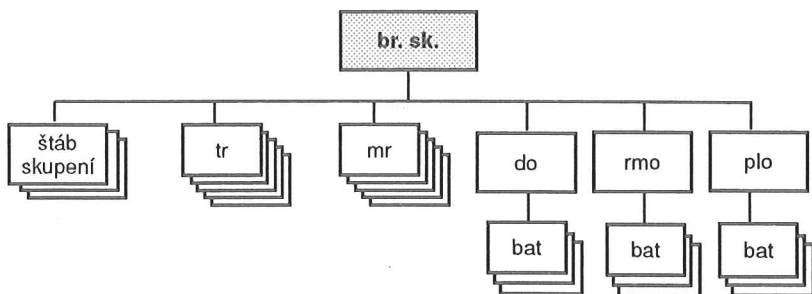 br. sk.
štáb
skupení
tr
mr
do
rmo
plo
bat
bat
bat